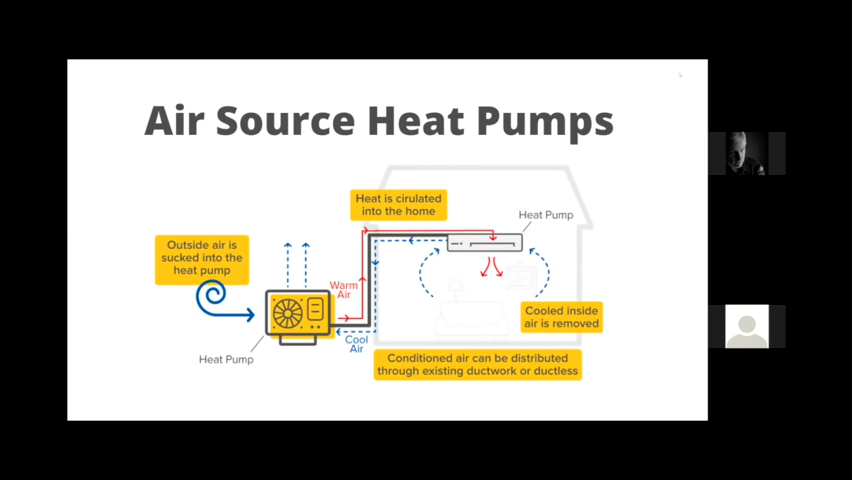 Air Source Heat Pumps
Heat is cirulated
into the home
Heat Pump
Outside air is
sucked into the
heat pump
Warm
Air
Cooled inside
air is removed
Cool
Air
Heat Pump
Conditioned air can be distributed
through existing ductwork or ductless